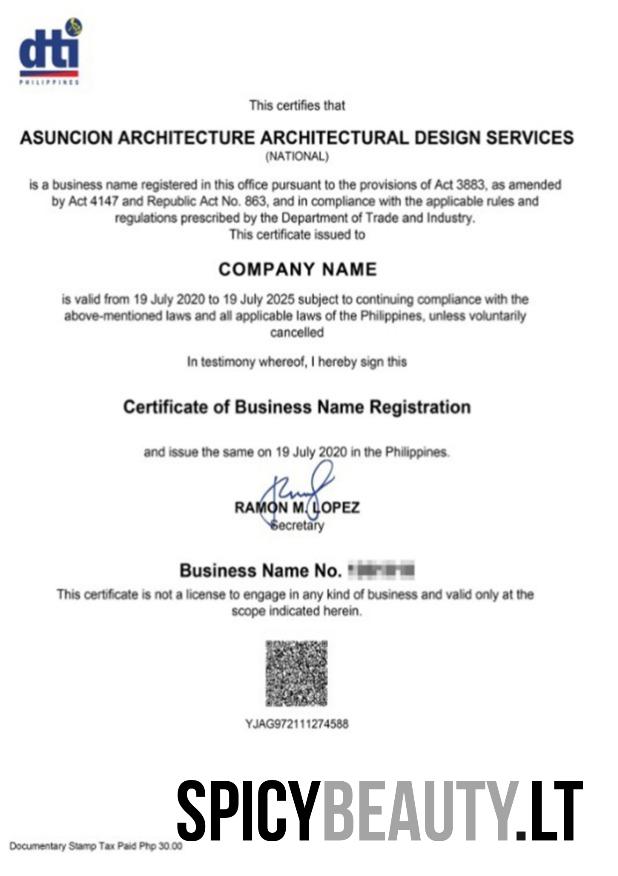 dti
PHILIPPINES
This certifies that
ASUNCION ARCHITECTURE ARCHITECTURAL DESIGN SERVICES
(NATIONAL)
is a business name registered in this office pursuant to the provisions of Act 3883, as amended
by Act 4147 and Republic Act No. 863, and in compliance with the applicable rules and
regulations prescribed by the Department of Trade and Industry.
This certificate issued to
COMPANY NAME
is valid from 19 July 2020 to 19 July 2025 subject to continuing compliance with the
above-mentioned laws and all applicable laws of the Philippines, unless voluntarily
cancelled
In testimony whereof, I hereby sign this
Certificate of Business Name Registration
and issue the same on 19 July 2020 in the Philippines.
RAMON M. LOPEZ
Secretary
Business Name No.
This certificate is not a license to engage in any kind of business and valid only at the
scope indicated herein.
YJAG972111274588
SPICYBEAUTY.LT
Documentary Stamp Tax Paid Php 30.00